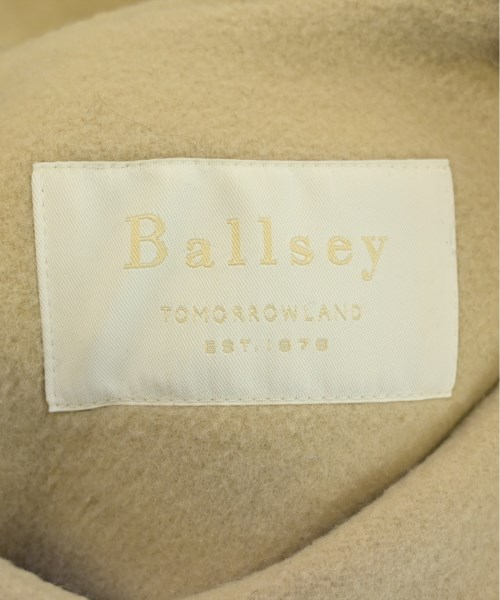 Ballsey
TOMORROWLAND
EST. 1978